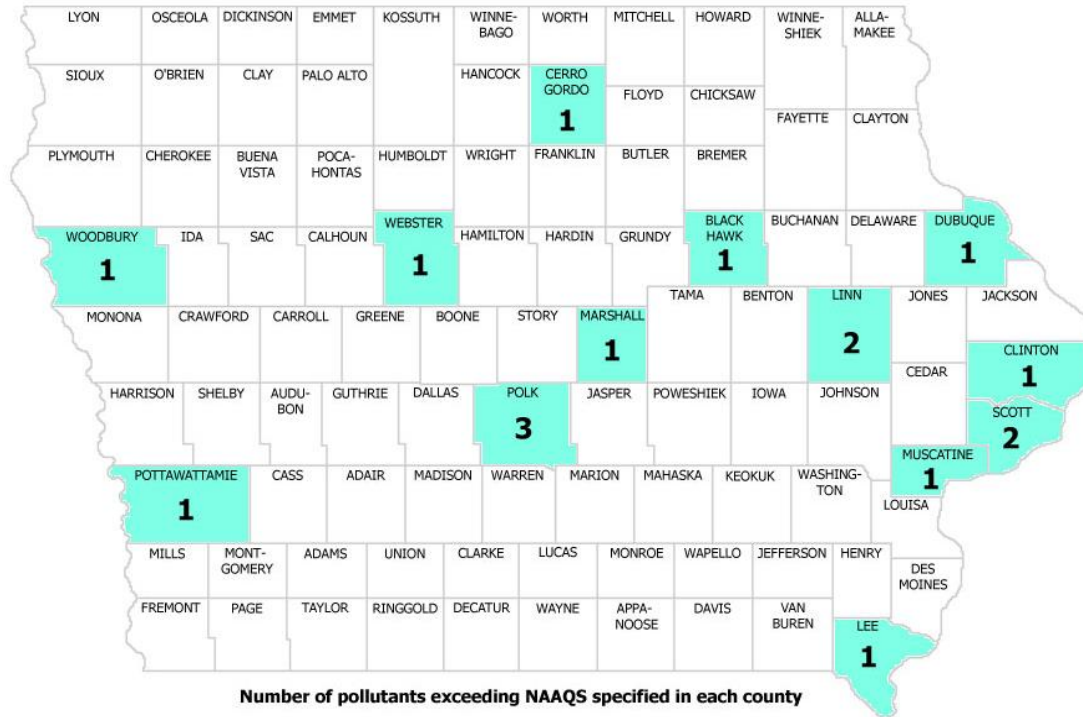 LYON
OSCEOLA
DICKINSON
EMMET
KOSSUTH
WINNE-
BAGO
WORTH
MITCHELL
HOWARD
WINNE-
SHIEK
ALLA-
MAKEE
SIOUX
O'BRIEN
CLAY
PALO ALTO
HANCOCK
CERRO
GORDO
1
FLOYD
CHICKSAW
FAYETTE
CLAYTON
PLYMOUTH
CHEROKEE
BUENA
VISTA
POCA-
HONTAS
HUMBOLDT
WRIGHT
FRANKLIN
BUTLER
BREMER
WOODBURY
1
IDA
SAC
CALHOUN
WEBSTER
1
HAMILTON
HARDIN
GRUNDY
BLACK
HAWK
1
BUCHANAN
DELAWARE
DUBUQUE
1
MONONA
CRAWFORD
CARROLL
GREENE
BOONE
STORY
MARSHALL
1
TAMA
BENTON
LINN
2
JONES
JACKSON
CLINTON
1
CEDAR
HARRISON
SHELBY
AUDU-
BON
GUTHRIE
DALLAS
POLK
3
JASPER
POWESHIEK
IOWA
JOHNSON
SCOTT
2
MUSCATINE
1
POTTAWATTAMIE
1
CASS
ADAIR
MADISON
WARREN
MARION
MAHASKA
KEOKUK
WASHING-
TON
LOUISA
MILLS
MONT-
GOMERY
ADAMS
UNION
CLARKE
LUCAS
MONROE
WAPELLO
JEFFERSON
HENRY
DES
MOINES
FREMONT
PAGE
TAYLOR
RINGGOLD
DECATUR
WAYNE
APPA-
NOOSE
DAVIS
VAN
BUREN
LEE
1
Number of pollutants exceeding NAAQS specified in each county